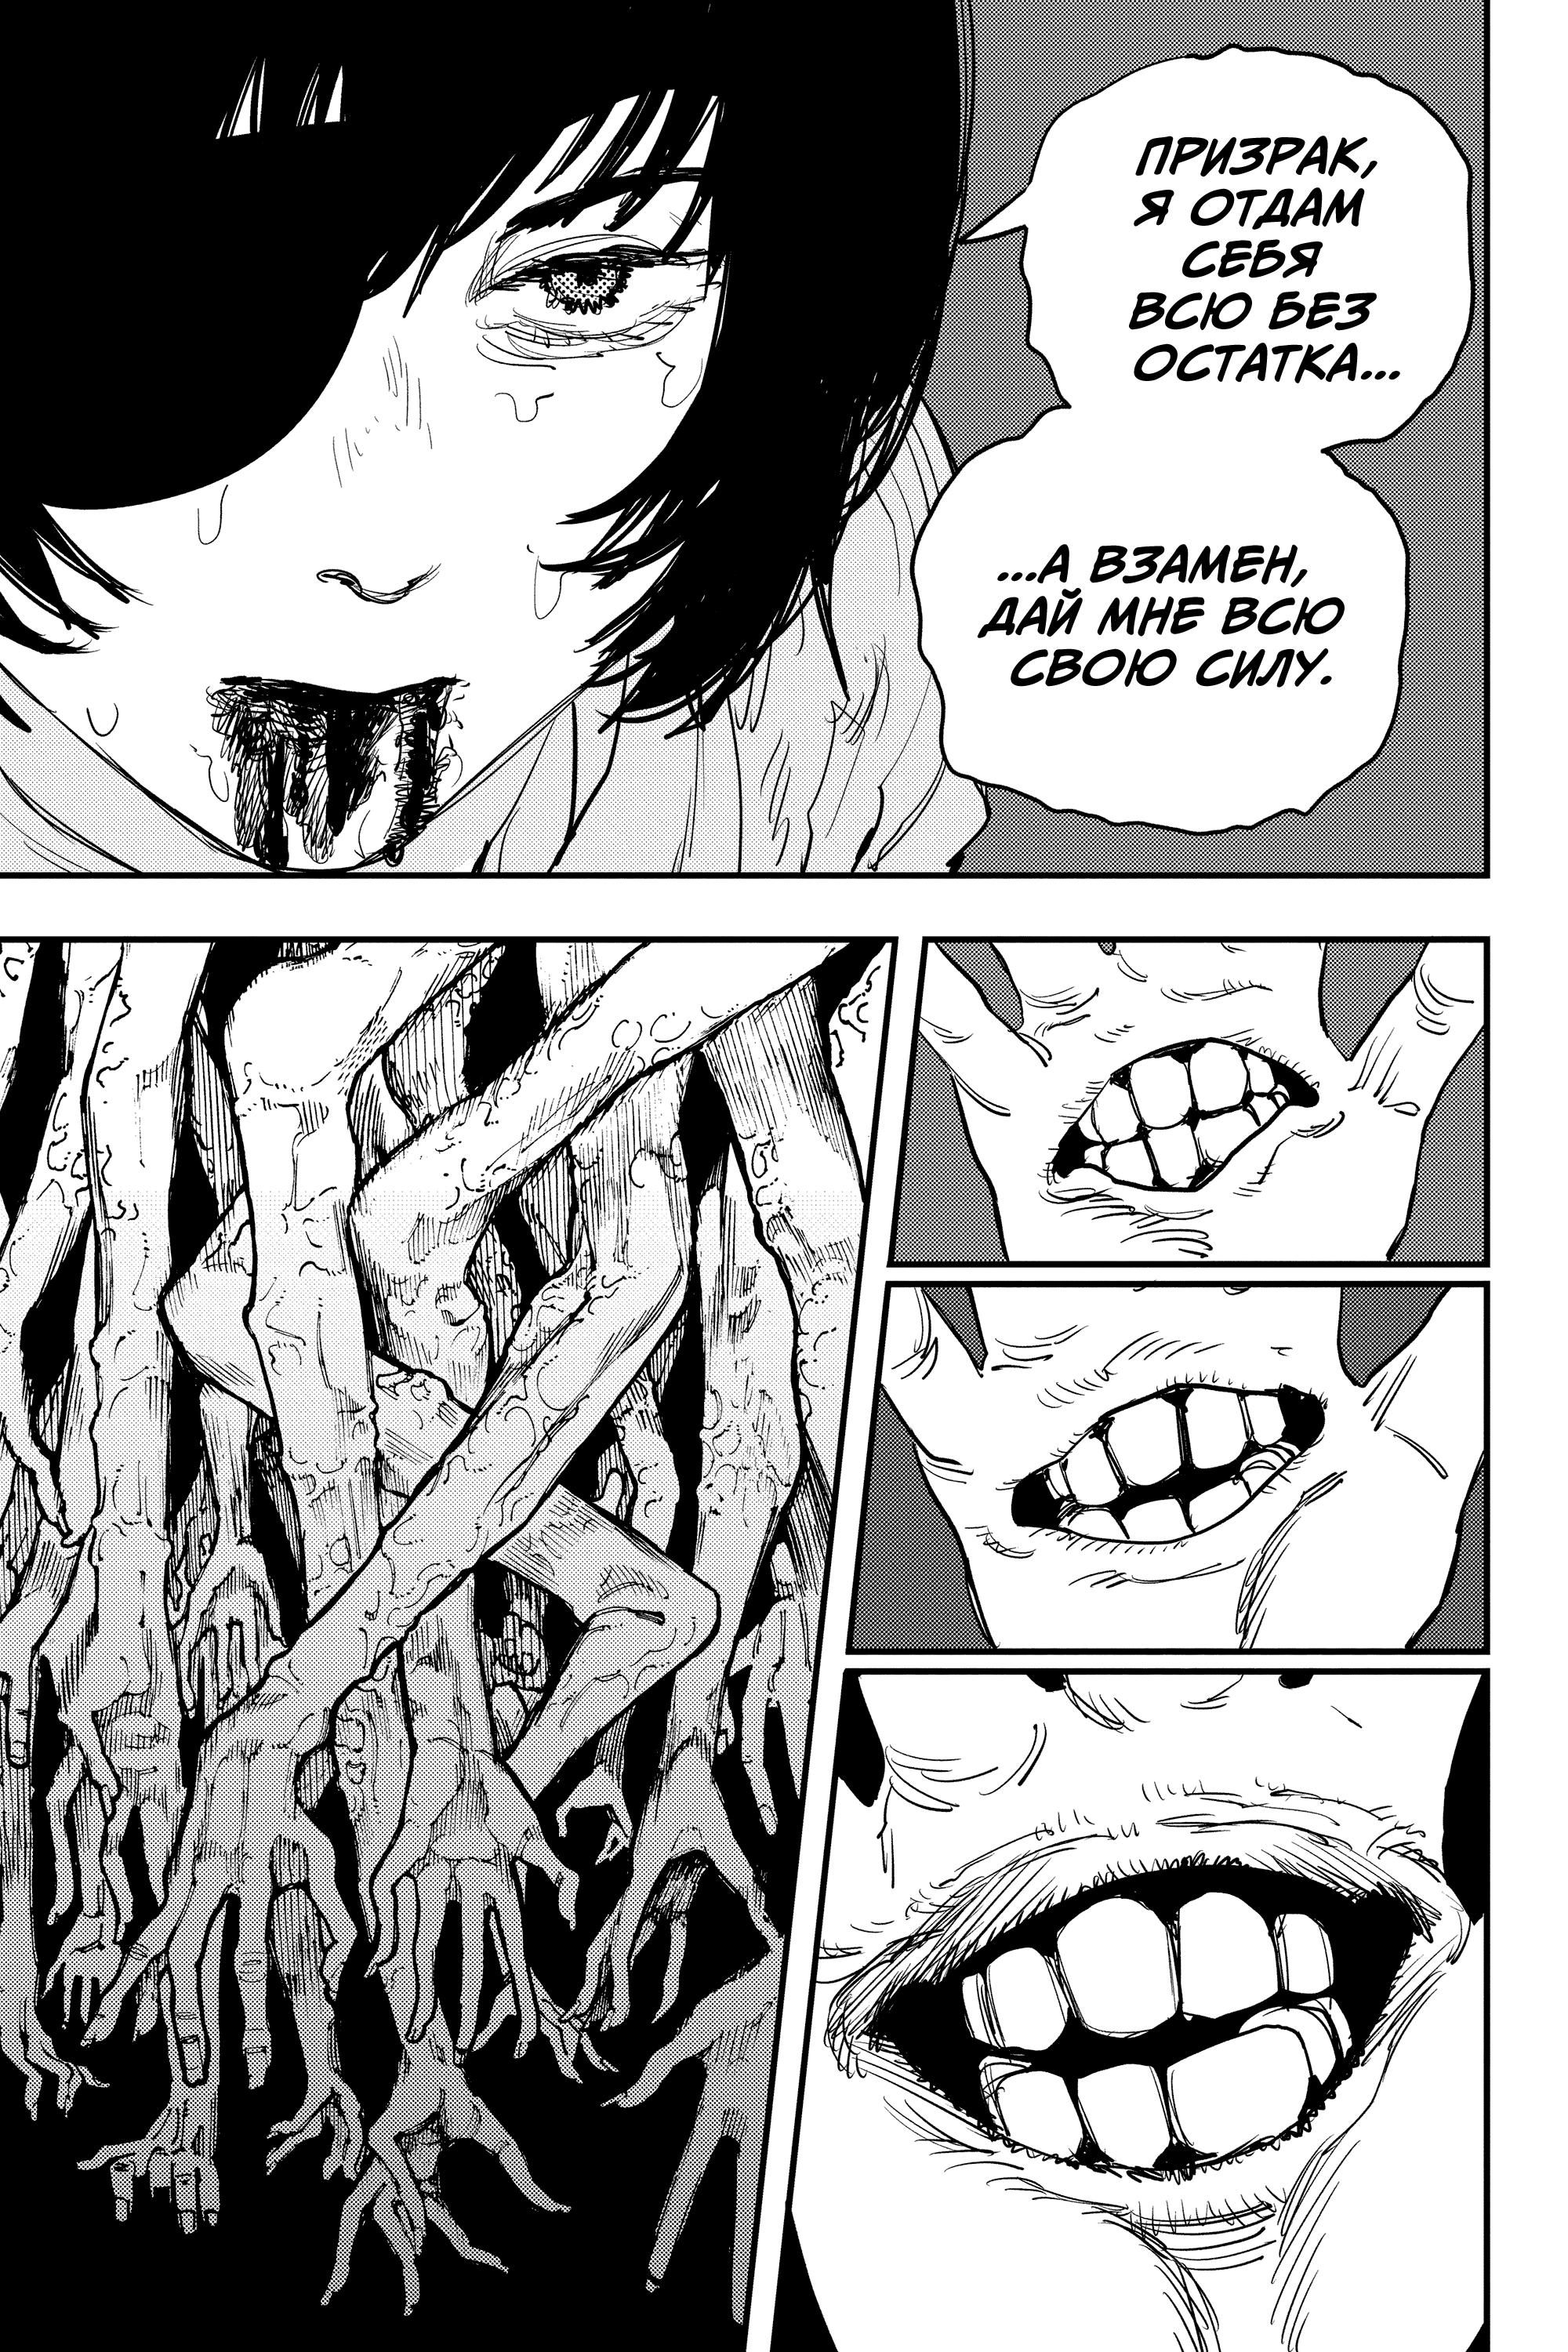 ПРИЗРАК,
Я ОТДАМ
СЕБЯ
ВСЮ БЕЗ
ОСТАТКА...
...А ВЗАМЕН,
ДАЙ МНЕ ВСЮ
СВОЮ СИЛУ.